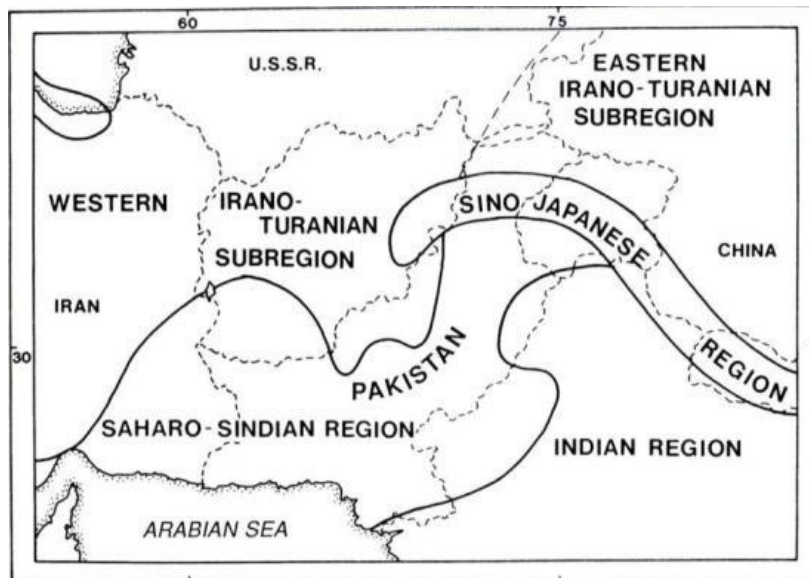 60
75
U.S.S.R.
EASTERN
IRANO-TURANIAN
SUBREGION
WESTERN
IRANO-
TURANIAN
SUBREGION
SINO JAPANESE
REGION
CHINA
IRAN
30
PAKISTAN
SAHARO-SINDIAN REGION
INDIAN REGION
ARABIAN SEA